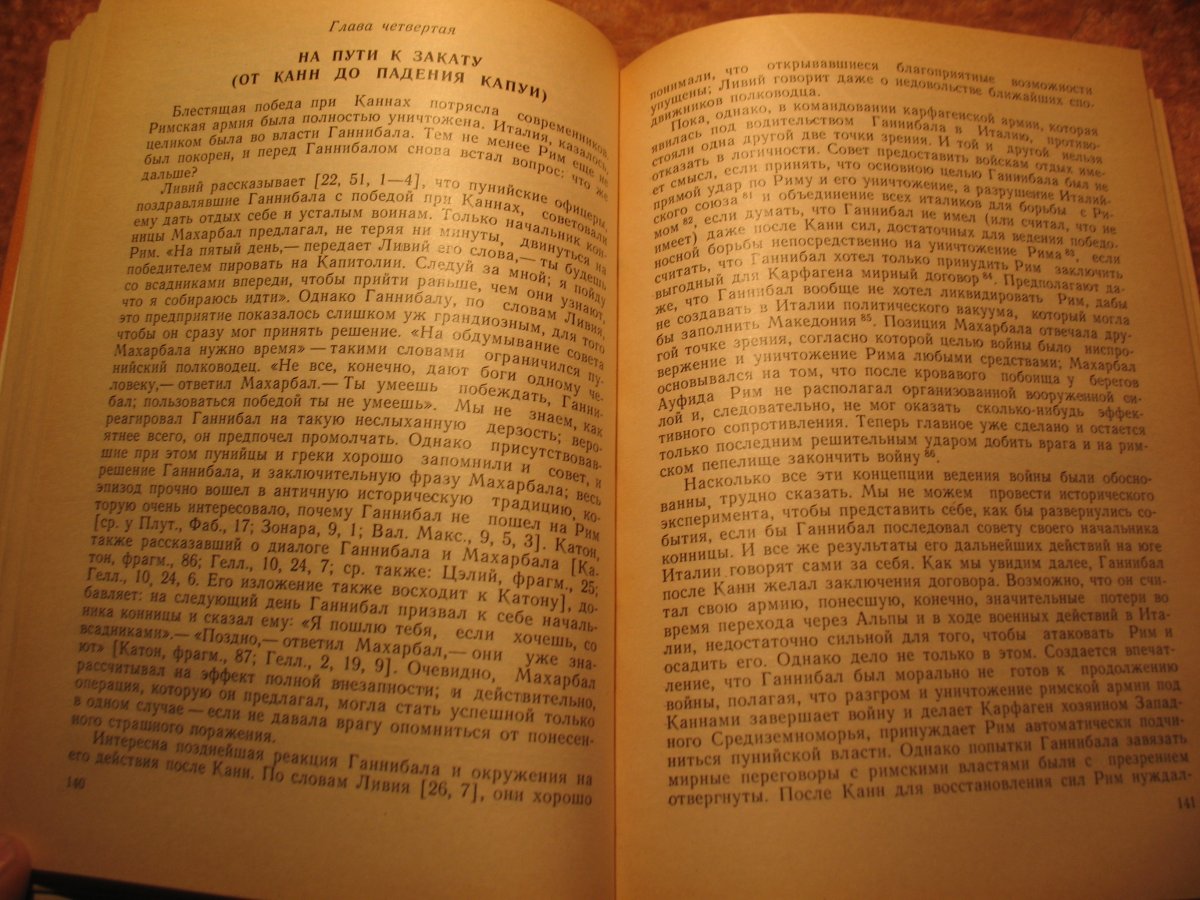 Глава четвертая
НА ПУТИ К ЗАКАТУ
(ОТ КАНН ДО ПАДЕНИЯ КАПУИ)
Блестящая победа при Каннах потрясла современников.
Римская армия была полностью уничтожена. Италия, казалось,
целиком была во власти Ганнибала. Тем не менее Рим еще не
был покорен, и перед Ганнибалом снова встал вопрос: что же
дальше?
Ливий рассказывает [22, 51, 1—4], что пунийские офицеры,
поздравлявшие Ганнибала с победой при Каннах, советовали
ему дать отдых себе и усталым воинам. Только начальник кон-
ницы Махарбал предлагал, не теряя ни минуты, двинуться на
Рим. «На пятый день,— передает Ливий его слова,— ты будешь
победителем пировать на Капитолии. Следуй за мной; я пойду
со всадниками впереди, чтобы прийти раньше, чем они узнают,
что я собираюсь идти». Однако Ганнибалу, по словам Ливия,
это предприятие показалось слишком уж грандиозным, для того
чтобы он сразу мог принять решение. «На обдумывание совета
Махарбала нужно время» — такими словами ограничился пу-
нийский полководец. «Не все, конечно, дают боги одному че-
ловеку,— ответил Махарбал.— Ты умеешь побеждать, Ганни-
бал; пользоваться победой ты не умеешь». Мы не знаем, как
реагировал Ганнибал на такую неслыханную дерзость; веро-
ятнее всего, он предпочел промолчать. Однако присутствовав-
шие при этом пунийцы и греки хорошо запомнили и совет, и
решение Ганнибала, и заключительную фразу Махарбала; весь
эпизод прочно вошел в античную историческую традицию, ко-
торую очень интересовало, почему Ганнибал не пошел на Рим
[ср. у Плут., Фаб., 17; Зонара, 9, 1; Вал. Макс., 9, 5, 3]. Катон,
также рассказавший о диалоге Ганнибала и Махарбала [Ка-
тон, фрагм., 86; Гелл., 10, 24, 7; ср. также: Цэлий, фрагм., 25;
Гелл., 10, 24, 6. Его изложение также восходит к Катону], до-
бавляет: на следующий день Ганнибал призвал к себе началь-
ника конницы и сказал ему: «Я пошлю тебя, если хочешь, со
всадниками».— «Поздно,— ответил Махарбал,— они уже зна-
ют» [Катон, фрагм., 87; Гелл., 2, 19, 9]. Очевидно, Махарбал
рассчитывал на эффект полной внезапности; и действительно,
операция, которую он предлагал, могла стать успешной только
в одном случае — если не давала врагу опомниться от понесен-
ного страшного поражения.
Интересна позднейшая реакция Ганнибала и окружения на
его действия после Канн. По словам Ливия [26, 7], они хорошо
140
понимали, что открывавшиеся благоприятные возможности
упущены; Ливий говорит даже о недовольстве ближайших спо-
движников полководца.
Пока, однако, в командовании карфагенской армии, которая
явилась под водительством Ганнибала в Италию, противо-
стояли одна другой две точки зрения. И той и другой нельзя
отказать в логичности. Совет предоставить войскам отдых име-
ет смысл, если принять, что основною целью Ганнибала был не
прямой удар по Риму и его уничтожение, а разрушение Италий-
ского союза 81 и объединение всех италиков для борьбы с Ри-
мом 82, если думать, что Ганнибал не имел (или считал, что не
имеет) даже после Канн сил, достаточных для ведения победо-
носной борьбы непосредственно на уничтожение Рима 83, если
считать, что Ганнибал хотел только принудить Рим заключить
выгодный для Карфагена мирный договор 84. Предполагают да-
же, что Ганнибал вообще не хотел ликвидировать Рим, дабы
не создавать в Италии политического вакуума, который могла
бы заполнить Македония 85. Позиция Махарбала отвечала дру-
гой точке зрения, согласно которой целью войны было ниспро-
вержение и уничтожение Рима любыми средствами; Махарбал
основывался на том, что после кровавого побоища у берегов
Ауфида Рим не располагал организованной вооруженной си-
лой и, следовательно, не мог оказать сколько-нибудь эффек-
тивного сопротивления. Теперь главное уже сделано и остается
только последним решительным ударом добить врага и на рим-
ском пепелище закончить войну 86.
Насколько все эти концепции ведения войны были обосно-
ванны, трудно сказать. Мы не можем провести исторического
эксперимента, чтобы представить себе, как бы развернулись со-
бытия, если бы Ганнибал последовал совету своего начальника
конницы. И все же результаты его дальнейших действий на юге
Италии говорят сами за себя. Как мы увидим далее, Ганнибал
после Канн желал заключения договора. Возможно, что он счи-
тал свою армию, понесшую, конечно, значительные потери во
время перехода через Альпы и в ходе военных действий в Ита-
лии, недостаточно сильной для того, чтобы атаковать Рим и
осадить его. Однако дело не только в этом. Создается впечат-
ление, что Ганнибал был морально не готов к продолжению
войны, полагая, что разгром и уничтожение римской армии под
Каннами завершает войну и делает Карфаген хозяином Запад-
ного Средиземноморья, принуждает Рим автоматически подчи-
ниться пунийской власти. Однако попытки Ганнибала завязать
мирные переговоры с римскими властями были с презрением
отвергнуты. После Канн для восстановления сил Рим нуждал-
141